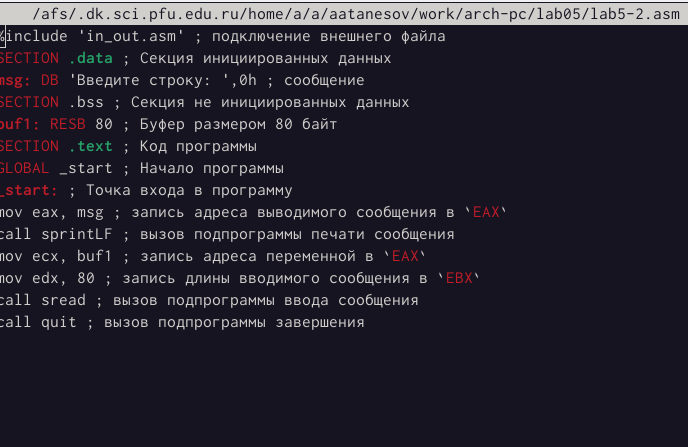 /afs/.dk.sci.pfu.edu.ru/home/a/a/aatanesov/work/arch-pc/lab05/lab5-2.asm
%include 'in_out.asm' ; подключение внешнего файла
SECTION .data ; Секция инициированных данных
msg: DB 'Введите строку: ',0h ; сообщение
SECTION .bss ; Секция не инициированных данных
buf1: RESB 80 ; Буфер размером 80 байт
SECTION .text ; Код программы
GLOBAL _start ; Начало программы
_start: ; Точка входа в программу
mov eax, msg ; запись адреса выводимого сообщения в `EAX`
call sprintLF ; вызов подпрограммы печати сообщения
mov ecx, buf1 ; запись адреса переменной в `EAX`
mov edx, 80 ; запись длины вводимого сообщения в `EBX`
call sread ; вызов подпрограммы ввода сообщения
call quit ; вызов подпрограммы завершения